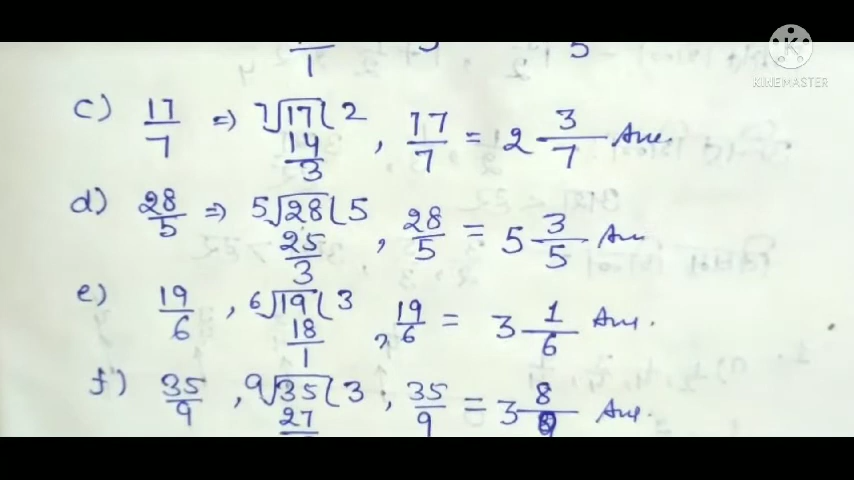 1
5
KINEMASTER
c) 17/7 => 7√17(2, 17/7 = 2 3/7 Ans.
14
3
d) 28/5 => 5√28(5, 28/5 = 5 3/5 Ans
25
3
e) 19/6, 6√19(3, 19/6 = 3 1/6 Ans.
18
1
f) 35/9, 9√35(3, 35/9 = 3 8/9 Ans.
27